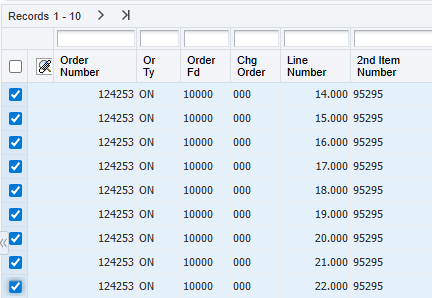 Records 1 - 10
Order Number Or Ty Order Fd Chg Order Line Number 2nd Item Number
124253 ON 10000 000 14.000 95295
124253 ON 10000 000 15.000 95295
124253 ON 10000 000 16.000 95295
124253 ON 10000 000 17.000 95295
124253 ON 10000 000 18.000 95295
124253 ON 10000 000 19.000 95295
124253 ON 10000 000 20.000 95295
124253 ON 10000 000 21.000 95295
124253 ON 10000 000 22.000 95295